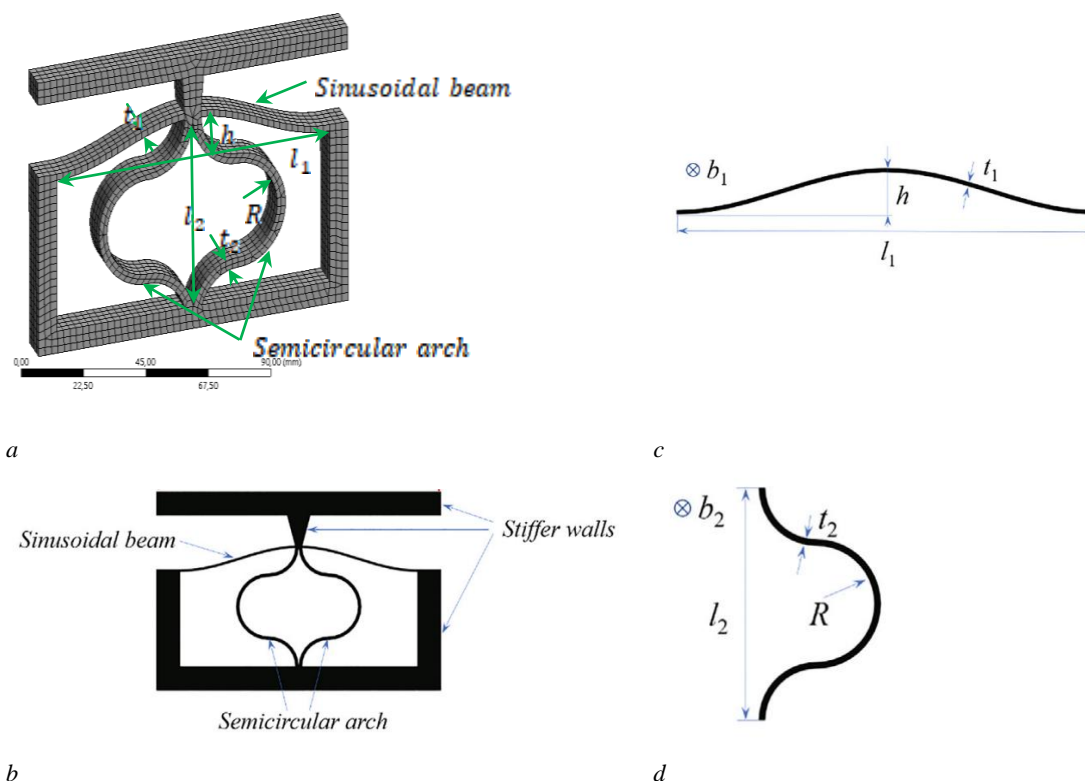 Sinusoidal beam
t₁
h
l₁
l₂
R
t₂
Semicircular arch
0,00
45,00
90,00 (mm)
22,50
67,50
a
⊗ b₁
t₁
h
l₁
c
Sinusoidal beam
Stiffer walls
Semicircular arch
b
⊗ b₂
t₂
R
l₂
d